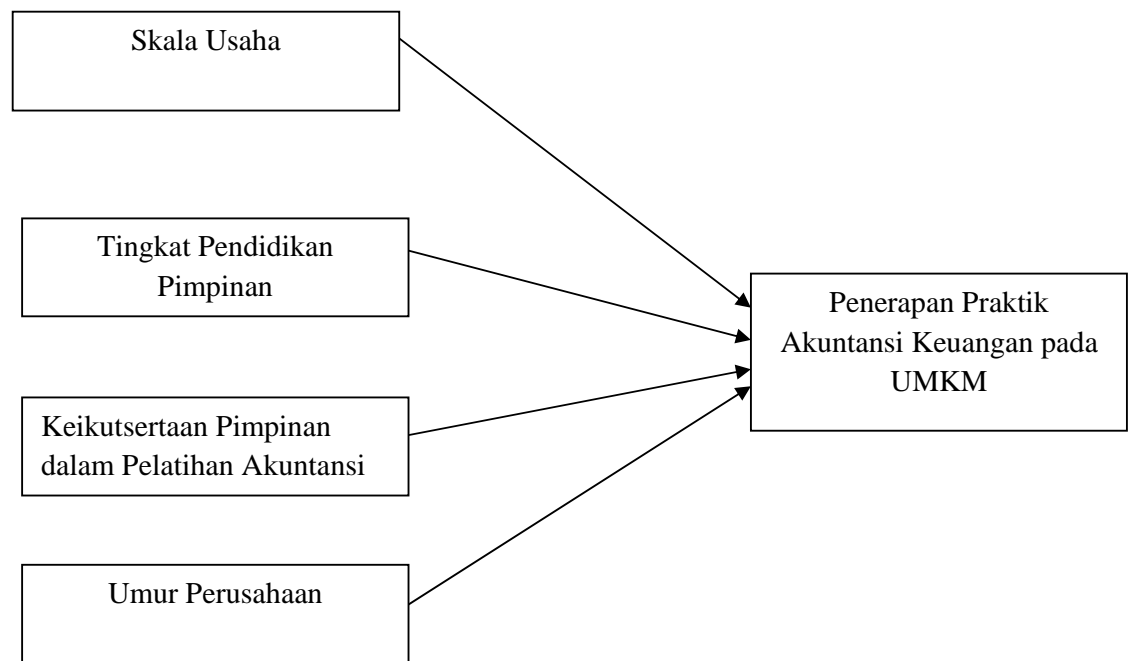 Skala Usaha
Tingkat Pendidikan
Pimpinan
Penerapan Praktik
Akuntansi Keuangan pada
UMKM
Keikutsertaan Pimpinan
dalam Pelatihan Akuntansi
Umur Perusahaan